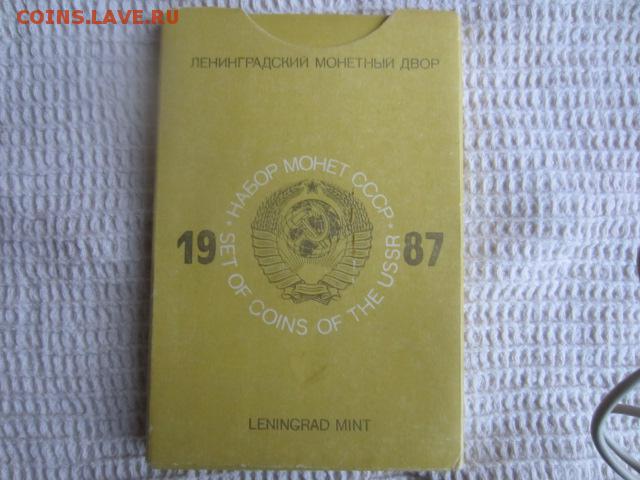 COINS.LAVE.RU
ЛЕНИНГРАДСКИЙ МОНЕТНЫЙ ДВОР
· НАБОР МОНЕТ СССР ·
19 87
SET OF COINS OF THE USSR
LENINGRAD MINT